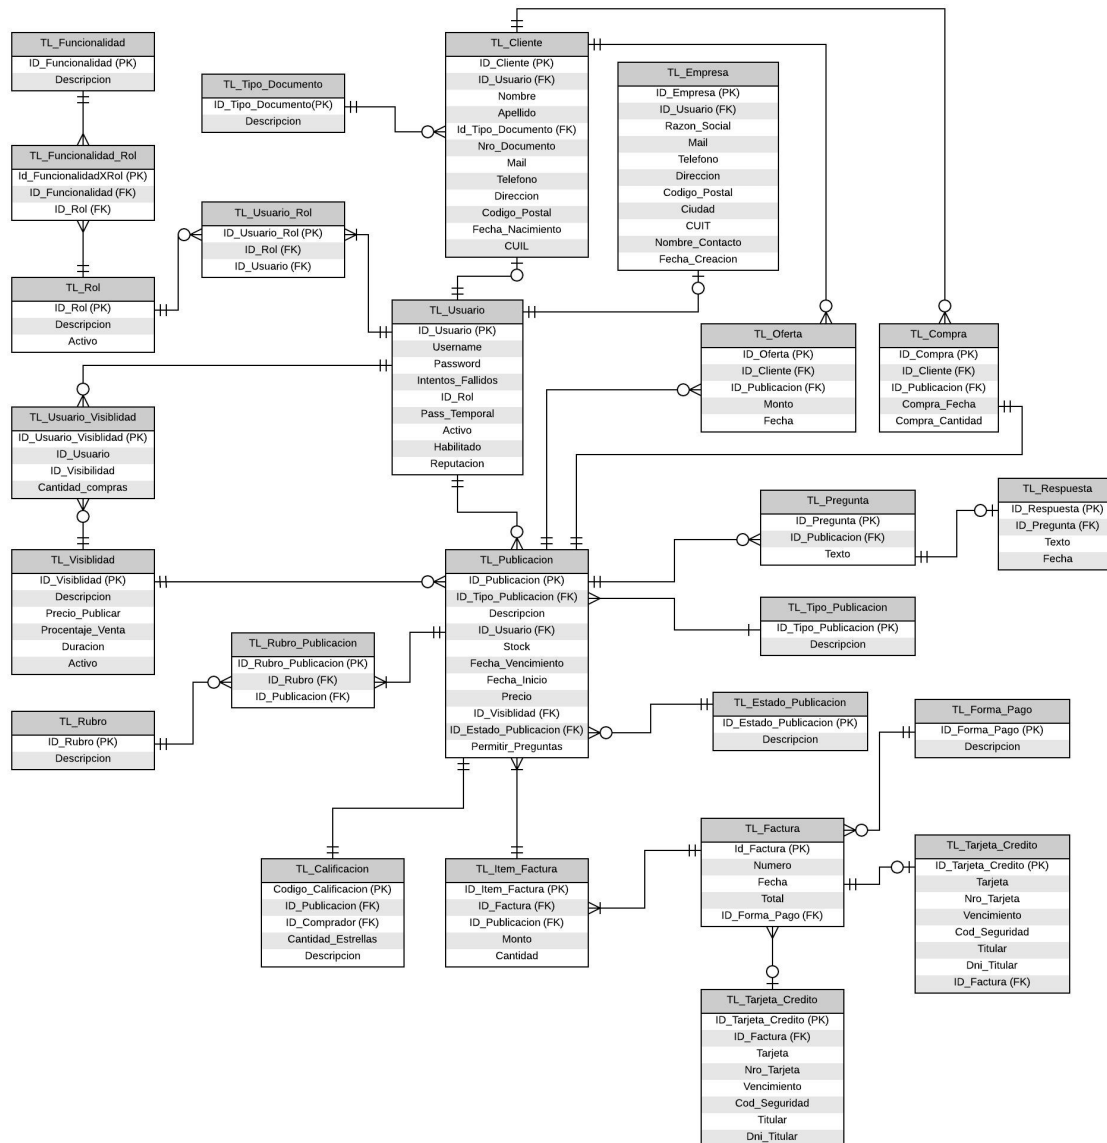 TL_Funcionalidad
ID_Funcionalidad (PK)
Descripcion
TL_Funcionalidad_Rol
Id_FuncionalidadXRol (PK)
ID_Funcionalidad (FK)
ID_Rol (FK)
TL_Rol
ID_Rol (PK)
Descripcion
Activo
TL_Tipo_Documento
ID_Tipo_Documento(PK)
Descripcion
TL_Usuario_Rol
ID_Usuario_Rol (PK)
ID_Rol (FK)
ID_Usuario (FK)
TL_Cliente
ID_Cliente (PK)
ID_Usuario (FK)
Nombre
Apellido
Id_Tipo_Documento (FK)
Nro_Documento
Mail
Telefono
Direccion
Codigo_Postal
Fecha_Nacimiento
CUIL
TL_Empresa
ID_Empresa (PK)
ID_Usuario (FK)
Razon_Social
Mail
Telefono
Direccion
Codigo_Postal
Ciudad
CUIT
Nombre_Contacto
Fecha_Creacion
TL_Usuario
ID_Usuario (PK)
Username
Password
Intentos_Fallidos
ID_Rol
Pass_Temporal
Activo
Habilitado
Reputacion
TL_Oferta
ID_Oferta (PK)
ID_Cliente (FK)
ID_Publicacion (FK)
Monto
Fecha
TL_Compra
ID_Compra (PK)
ID_Cliente (FK)
ID_Publicacion (FK)
Compra_Fecha
Compra_Cantidad
TL_Usuario_Visiblidad
ID_Usuario_Visiblidad (PK)
ID_Usuario
ID_Visibilidad
Cantidad_compras
TL_Visiblidad
ID_Visiblidad (PK)
Descripcion
Precio_Publicar
Procentaje_Venta
Duracion
Activo
TL_Publicacion
ID_Publicacion (PK)
ID_Tipo_Publicacion (FK)
Descripcion
ID_Usuario (FK)
Stock
Fecha_Vencimiento
Fecha_Inicio
Precio
ID_Visiblidad (FK)
ID_Estado_Publicacion (FK)
Permitir_Preguntas
TL_Pregunta
ID_Pregunta (PK)
ID_Publicacion (FK)
Texto
TL_Respuesta
ID_Respuesta (PK)
ID_Pregunta (FK)
Texto
Fecha
TL_Tipo_Publicacion
ID_Tipo_Publicacion (PK)
Descripcion
TL_Rubro_Publicacion
ID_Rubro_Publicacion (PK)
ID_Rubro (FK)
ID_Publicacion (FK)
TL_Rubro
ID_Rubro (PK)
Descripcion
TL_Estado_Publicacion
ID_Estado_Publicacion (PK)
Descripcion
TL_Forma_Pago
ID_Forma_Pago (PK)
Descripcion
TL_Calificacion
Codigo_Calificacion (PK)
ID_Publicacion (FK)
ID_Comprador (FK)
Cantidad_Estrellas
Descripcion
TL_Item_Factura
ID_Item_Factura (PK)
ID_Factura (FK)
ID_Publicacion (FK)
Monto
Cantidad
TL_Factura
Id_Factura (PK)
Numero
Fecha
Total
ID_Forma_Pago (FK)
TL_Tarjeta_Credito
ID_Tarjeta_Credito (PK)
Tarjeta
Nro_Tarjeta
Vencimiento
Cod_Seguridad
Titular
Dni_Titular
ID_Factura (FK)
TL_Tarjeta_Credito
ID_Tarjeta_Credito (PK)
ID_Factura (FK)
Tarjeta
Nro_Tarjeta
Vencimiento
Cod_Seguridad
Titular
Dni_Titular